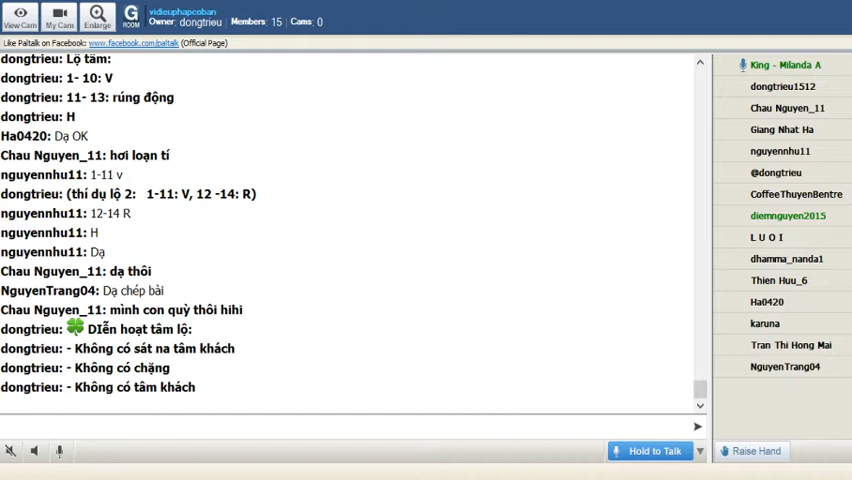 vidieuphapcoban
G
ROOM
Owner: dongtrieu | Members: 15 | Cams: 0
View Cam
My Cam
Enlarge
Like Paltalk on Facebook: www.facebook.com/paltalk (Official Page)
dongtrieu: Lộ tâm:
dongtrieu: 1- 10: V
dongtrieu: 11- 13: rúng động
dongtrieu: H
Ha0420: Dạ OK
Chau Nguyen_11: hơi loạn tí
nguyennhu11: 1-11 v
dongtrieu: (thí dụ lộ 2: 1-11: V, 12 -14: R)
nguyennhu11: 12-14 R
nguyennhu11: H
nguyennhu11: Dạ
Chau Nguyen_11: dạ thôi
NguyenTrang04: Dạ chép bài
Chau Nguyen_11: mình con quỳ thôi hihi
dongtrieu: 🍀 DIễn hoạt tâm lộ:
dongtrieu: - Không có sát na tâm khách
dongtrieu: - Không có chặng
dongtrieu: - Không có tâm khách
Hold to Talk
King - Milanda A
dongtrieu1512
Chau Nguyen_11
Giang Nhat Ha
nguyennhu11
@dongtrieu
CoffeeThuyenBentre
diemnguyen2015
L U O I
dhamma_nanda1
Thien Huu_6
Ha0420
karuna
Tran Thi Hong Mai
NguyenTrang04
Raise Hand